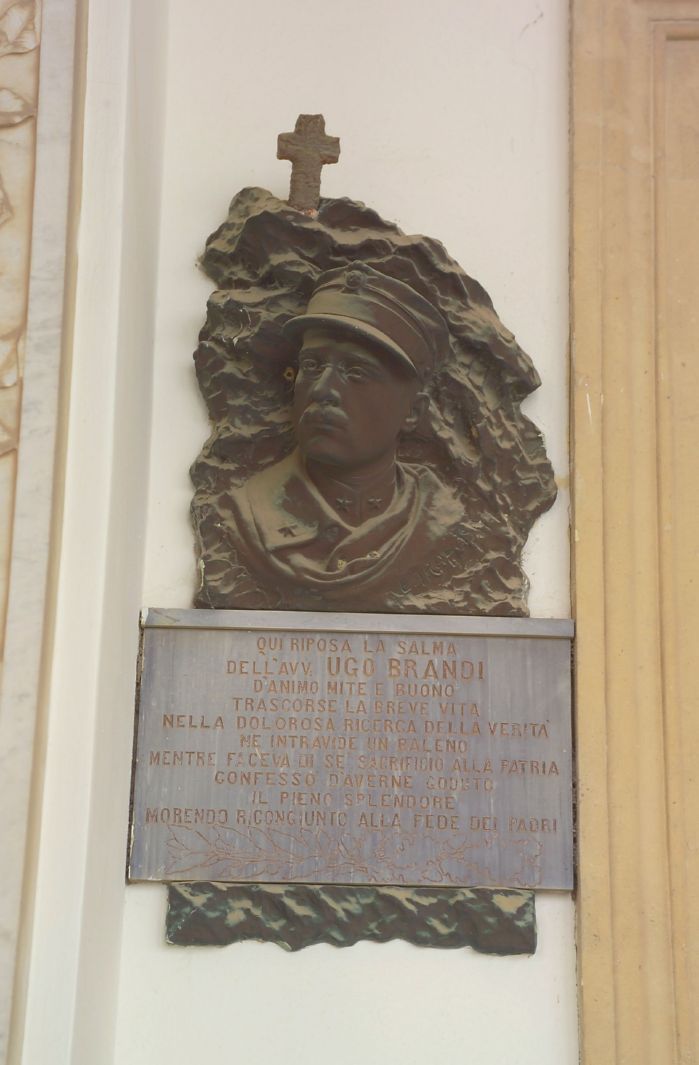 QUI RIPOSA LA SALMA
DELL'AVV. UGO BRANDI
D'ANIMO MITE E BUONO
TRASCORSE LA BREVE VITA
NELLA DOLOROSA RICERCA DELLA VERITA'
NE INTRAVIDE UN BALENO
MENTRE FACEVA DI SE SACRIFICIO ALLA PATRIA
CONFESSO D'AVERNE GODUTO
IL PIENO SPLENDORE
MORENDO RICONGIUNTO ALLA FEDE DEI PADRI